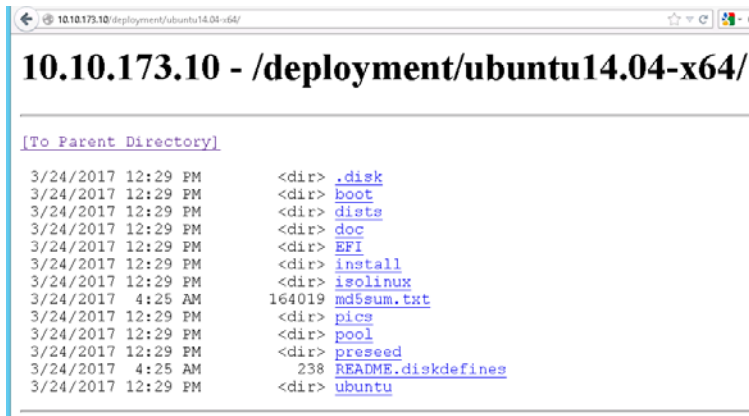 10.10.173.10/deployment/ubuntu14.04-x64/
10.10.173.10 - /deployment/ubuntu14.04-x64/
[To Parent Directory]
3/24/2017 12:29 PM <dir> .disk
3/24/2017 12:29 PM <dir> boot
3/24/2017 12:29 PM <dir> dists
3/24/2017 12:29 PM <dir> doc
3/24/2017 12:29 PM <dir> EFI
3/24/2017 12:29 PM <dir> install
3/24/2017 12:29 PM <dir> isolinux
3/24/2017 4:25 AM 164019 md5sum.txt
3/24/2017 12:29 PM <dir> pics
3/24/2017 12:29 PM <dir> pool
3/24/2017 12:29 PM <dir> preseed
3/24/2017 4:25 AM 238 README.diskdefines
3/24/2017 12:29 PM <dir> ubuntu